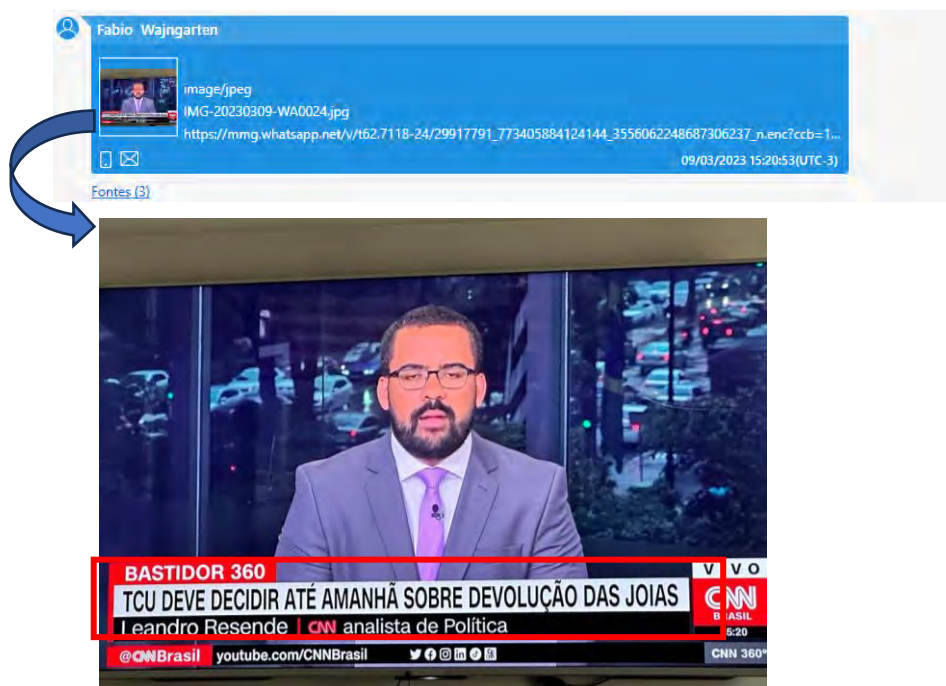 Fabio Wajngarten
image/jpeg
IMG-20230309-WA0024.jpg
https://mmg.whatsapp.net/v/t62.7118-24/29917791_773405884124144_3556062248687306237_n.enc?ccb=1...
09/03/2023 15:20:53(UTC-3)
Fontes (3)
BASTIDOR 360
TCU DEVE DECIDIR ATÉ AMANHÃ SOBRE DEVOLUÇÃO DAS JOIAS
Leandro Resende | CNN analista de Política
VIVO
CNN
BRASIL
5:20
@CNNBrasil youtube.com/CNNBrasil
CNN 360°